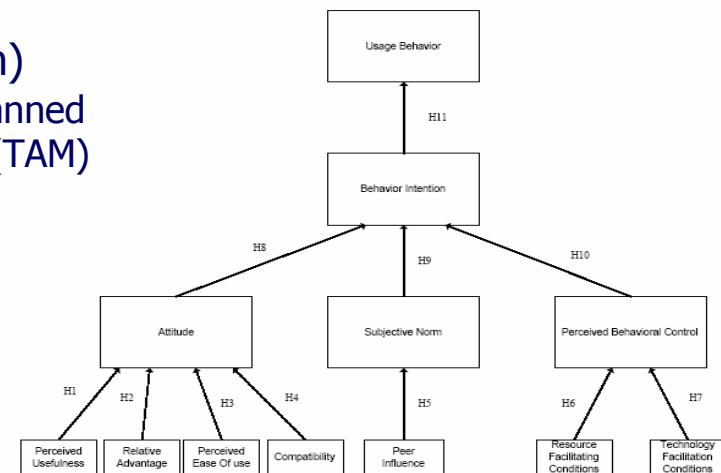 n)
nned
(TAM)
Usage Behavior
H11
Behavior Intention
H8
H9
H10
Attitude
Subjective Norm
Perceived Behavioral Control
H1
H2
H3
H4
H5
H6
H7
Perceived
Usefulness
Relative
Advantage
Perceived
Ease Of use
Compatibility
Peer
Influence
Resource
Facilitating
Conditions
Technology
Facilitation
Conditions